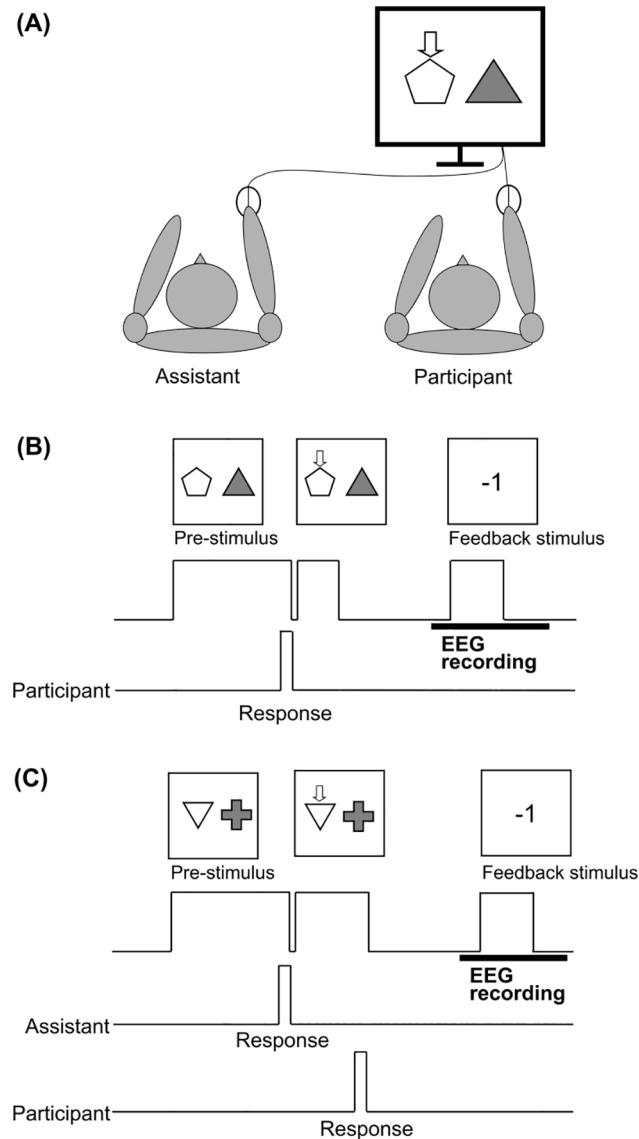 (A)
Assistant
Participant
(B)
-1
Pre-stimulus
Feedback stimulus
EEG
recording
Participant
Response
(C)
-1
Pre-stimulus
Feedback stimulus
EEG
recording
Assistant
Response
Participant
Response